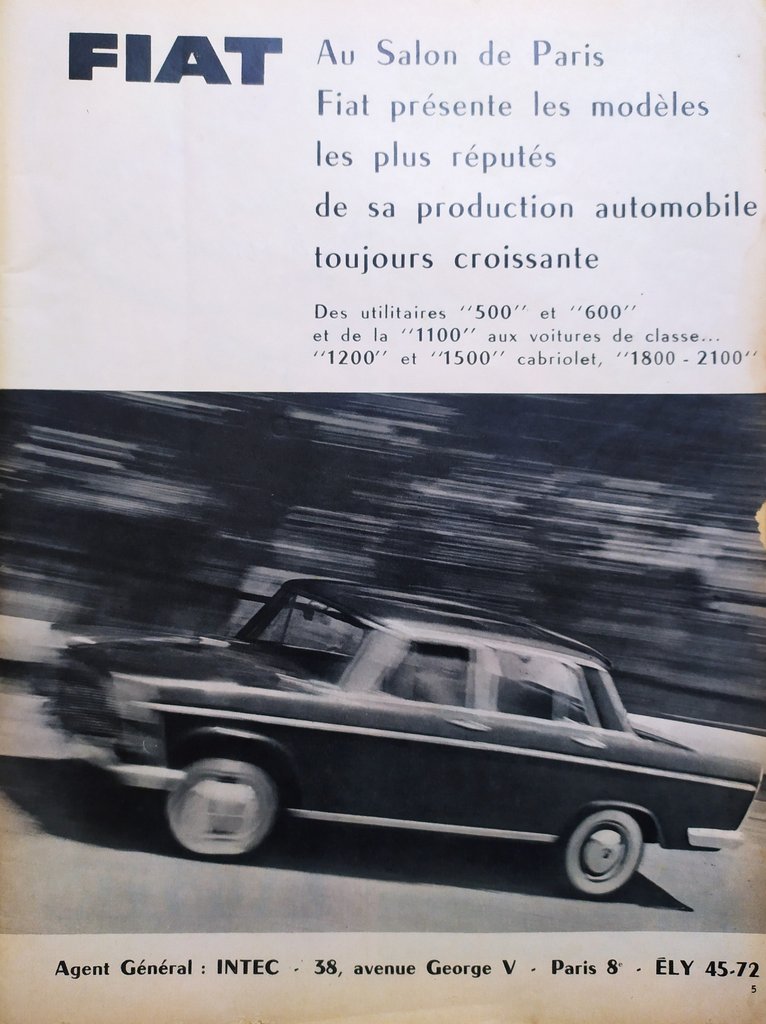 FIAT
Au Salon de Paris
Fiat présente les modèles
les plus réputés
de sa production automobile
toujours croissante
Des utilitaires ‘‘500’’ et ‘‘600’’
et de la ‘‘1100’’ aux voitures de classe...
‘‘1200’’ et ‘‘1500’’ cabriolet, ‘‘1800 - 2100’’
Agent Général : INTEC - 38, avenue George V - Paris 8e - ÉLY 45-72
5